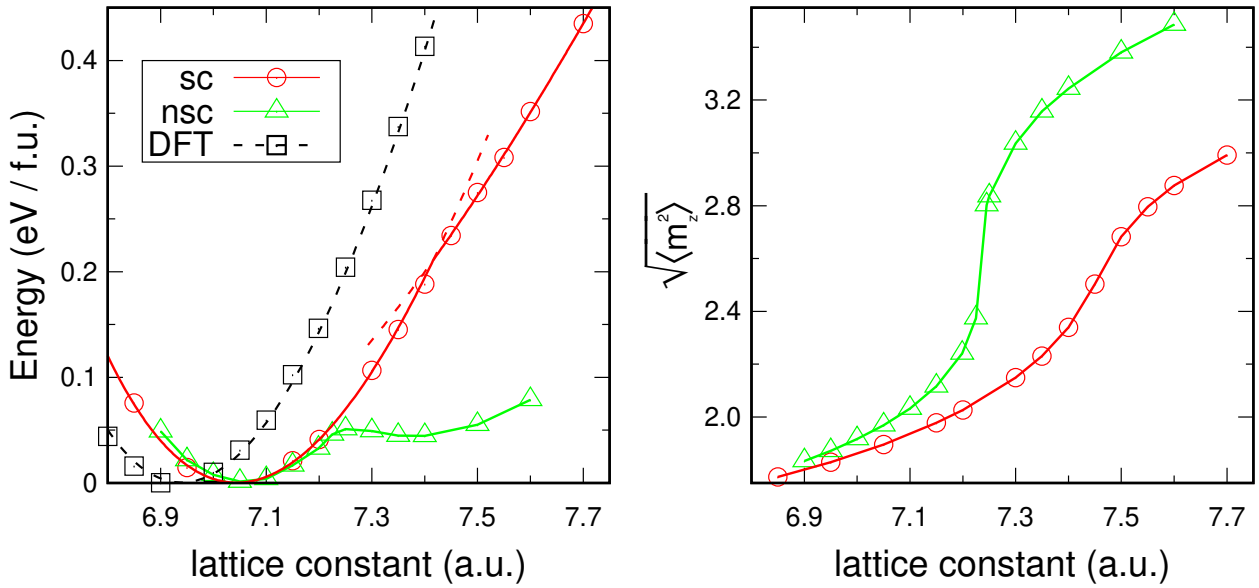 Energy (eV / f.u.)
0.4
0.3
0.2
0.1
0
sc
nsc
DFT
6.9 7.1 7.3 7.5 7.7
lattice constant (a.u.)
√⟨m_z^2⟩
3.2
2.8
2.4
2.0
6.9 7.1 7.3 7.5 7.7
lattice constant (a.u.)